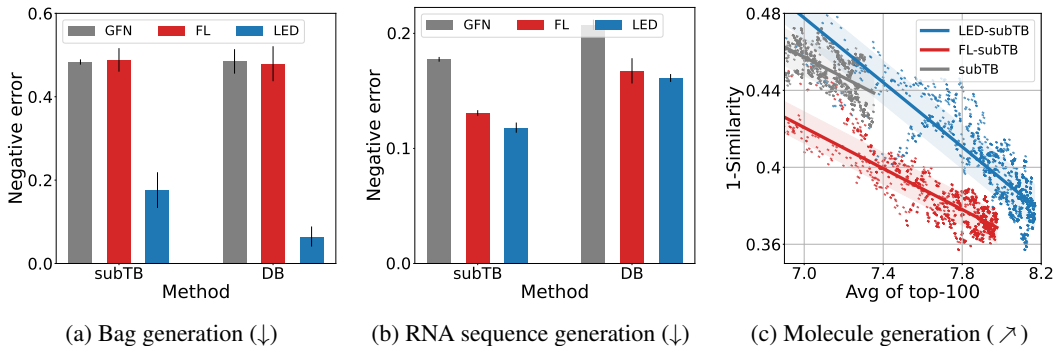 0.6
0.4
0.2
0.0
Negative error
GFN
FL
LED
subTB
DB
Method
(a) Bag generation (↓)
0.2
0.1
0.0
Negative error
GFN
FL
LED
subTB
DB
Method
(b) RNA sequence generation (↓)
0.48
0.44
0.4
0.36
1-Similarity
LED-subTB
FL-subTB
subTB
7.0
7.4
7.8
8.2
Avg of top-100
(c) Molecule generation (↗)